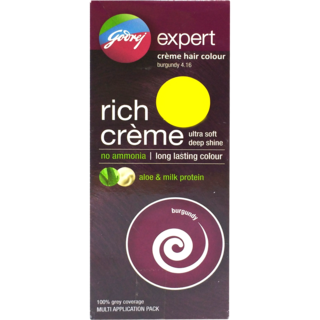 Godrej
expert
crème hair colour
burgundy 4.16
rich
crème
ultra soft
deep shine
no ammonia | long lasting colour
aloe & milk protein
burgundy
100% grey coverage
MULTI APPLICATION PACK